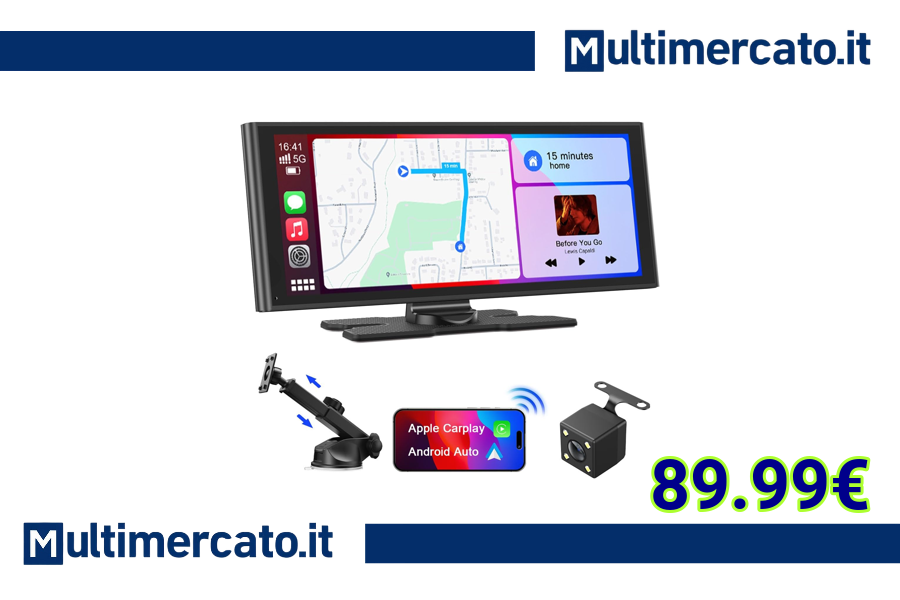 Multimercato.it
16:41
5G
15 min
15 minutes
home
Before You Go
Lewis Capaldi
Apple Carplay
Android Auto
89.99€
Multimercato.it